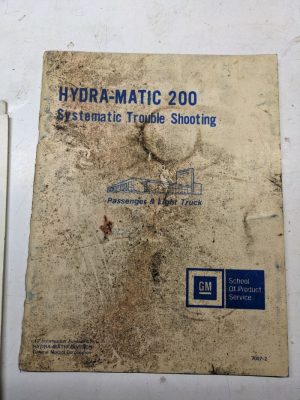 HYDRA-MATIC 200
Systematic Trouble Shooting
Passenger & Light Truck
GM
School
Of Product
Service
HYDRA-MATIC DIVISION
General Motors Corporation